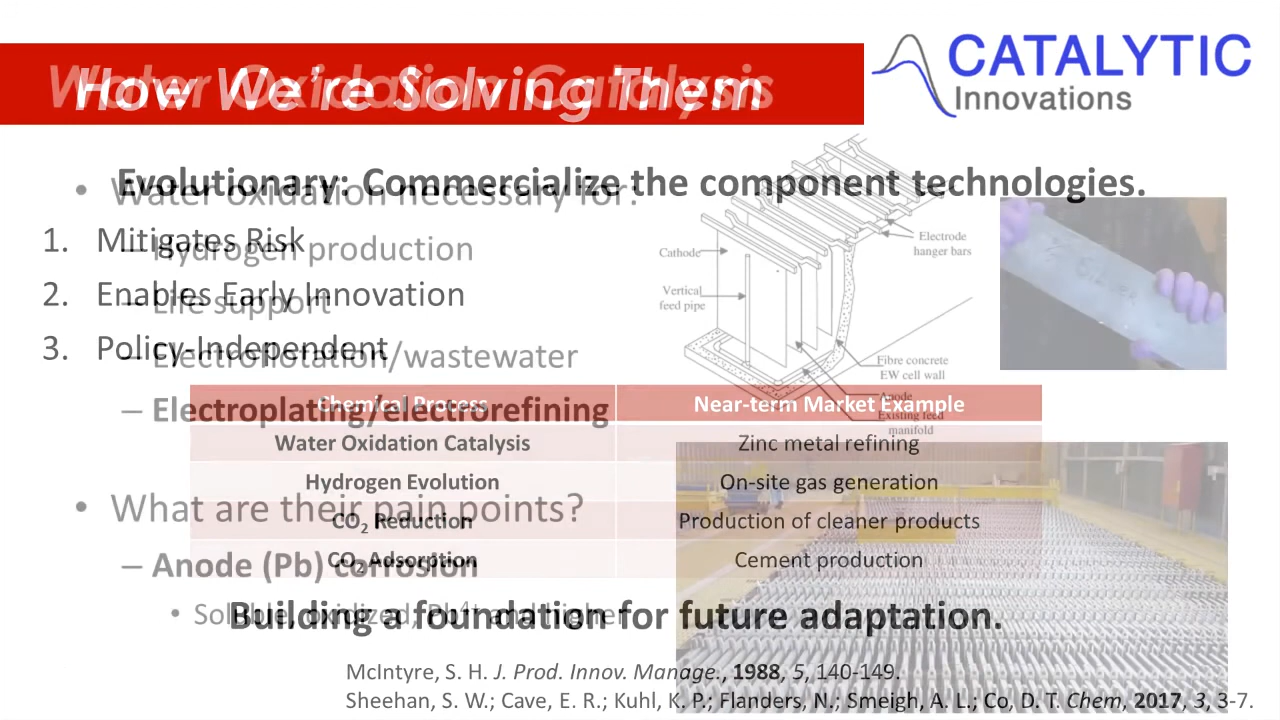 CATALYTIC
Innovations
How We're Solving Them
Water Oxidation Catalysis
Evolutionary: Commercialize the component technologies.
1. Mitigates Risk
2. Enables Early Innovation
3. Policy-Independent
Chemical Process Near-term Market Example
Water Oxidation Catalysis Zinc metal refining
Hydrogen Evolution On-site gas generation
CO2 Reduction Production of cleaner products
CO2 Adsorption Cement production
Building a foundation for future adaptation.
McIntyre, S. H. J. Prod. Innov. Manage., 1988, 5, 140-149.
Sheehan, S. W.; Cave, E. R.; Kuhl, K. P.; Flanders, N.; Smeigh, A. L.; Co, D. T. Chem, 2017, 3, 3-7.
• Water oxidation necessary for:
– Hydrogen production
– Life support
– Electroflotation/wastewater
– Electroplating/electrorefining
• What are their pain points?
– Anode (Pb) corrosion
• Soluble, oxidized, and higher
Cathode
Vertical
feed pipe
Electrode
hanger bars
Fibre concrete
EW cell wall
Anode
Existing feed
manifold